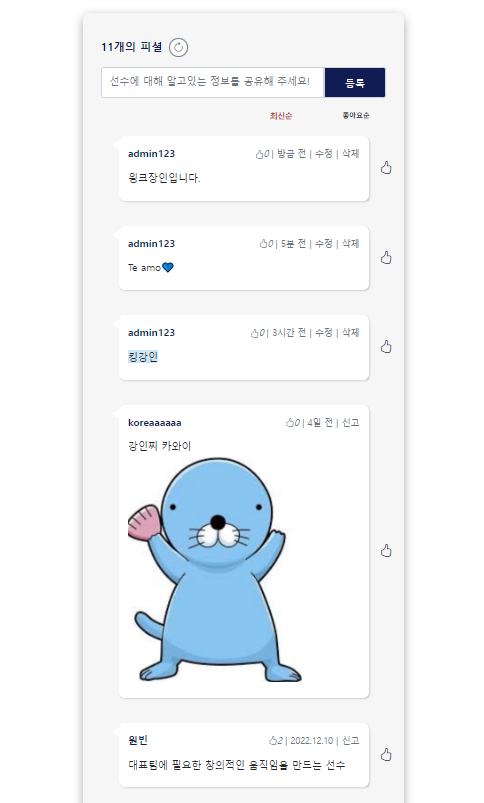 11개의 피셜
선수에 대해 알고있는 정보를 공유해 주세요!
등록
최신순 좋아요순
admin123 0 | 방금 전 | 수정 | 삭제
윙크장인입니다.
admin123 0 | 5분 전 | 수정 | 삭제
Te amo💙
admin123 0 | 3시간 전 | 수정 | 삭제
킹강인
koreaaaaaa 0 | 4일 전 | 신고
강인찌 카와이
원빈 2 | 2022.12.10 | 신고
대표팀에 필요한 창의적인 움직임을 만드는 선수